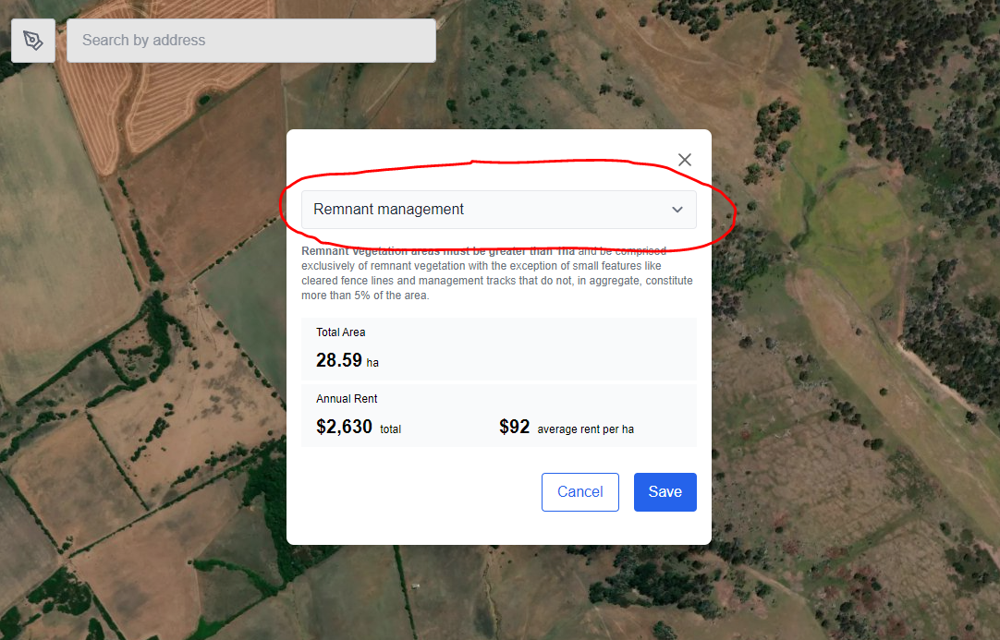 Search by address
Remnant management
Remnant Vegetation areas must be greater than 1ha and be comprised
exclusively of remnant vegetation with the exception of small features like
cleared fence lines and management tracks that do not, in aggregate, constitute
more than 5% of the area.
Total Area
28.59 ha
Annual Rent
$2,630 total $92 average rent per ha
Cancel Save